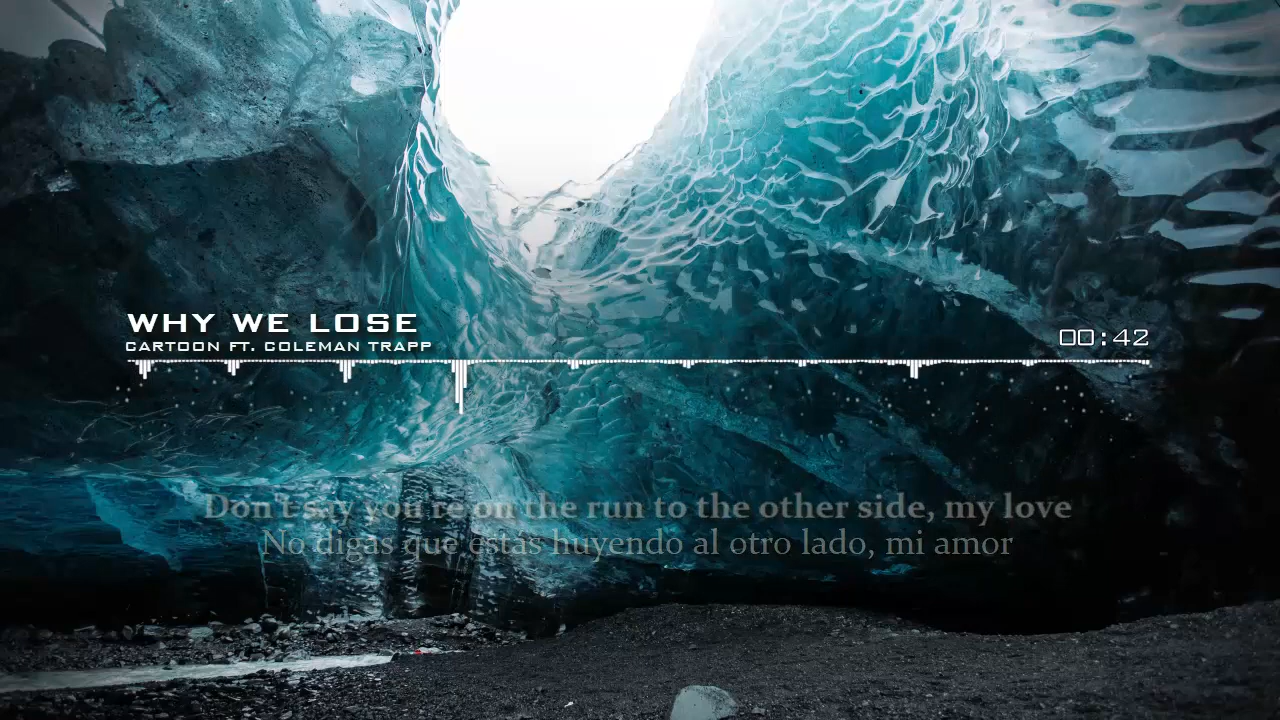 WHY WE LOSE
CARTOON FT. COLEMAN TRAPP
00:42
Don't say you're on the run to the other side, my love
No digas que estás huyendo al otro lado, mi amor